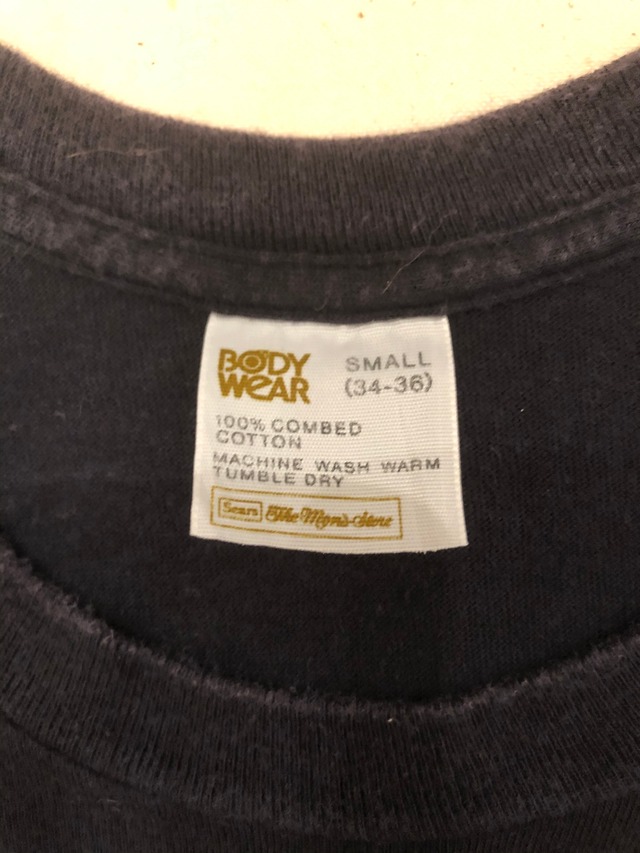 BODY
WEAR
SMALL
(34-36)
100% COMBED
COTTON
MACHINE WASH WARM
TUMBLE DRY
Sears The Men's Store